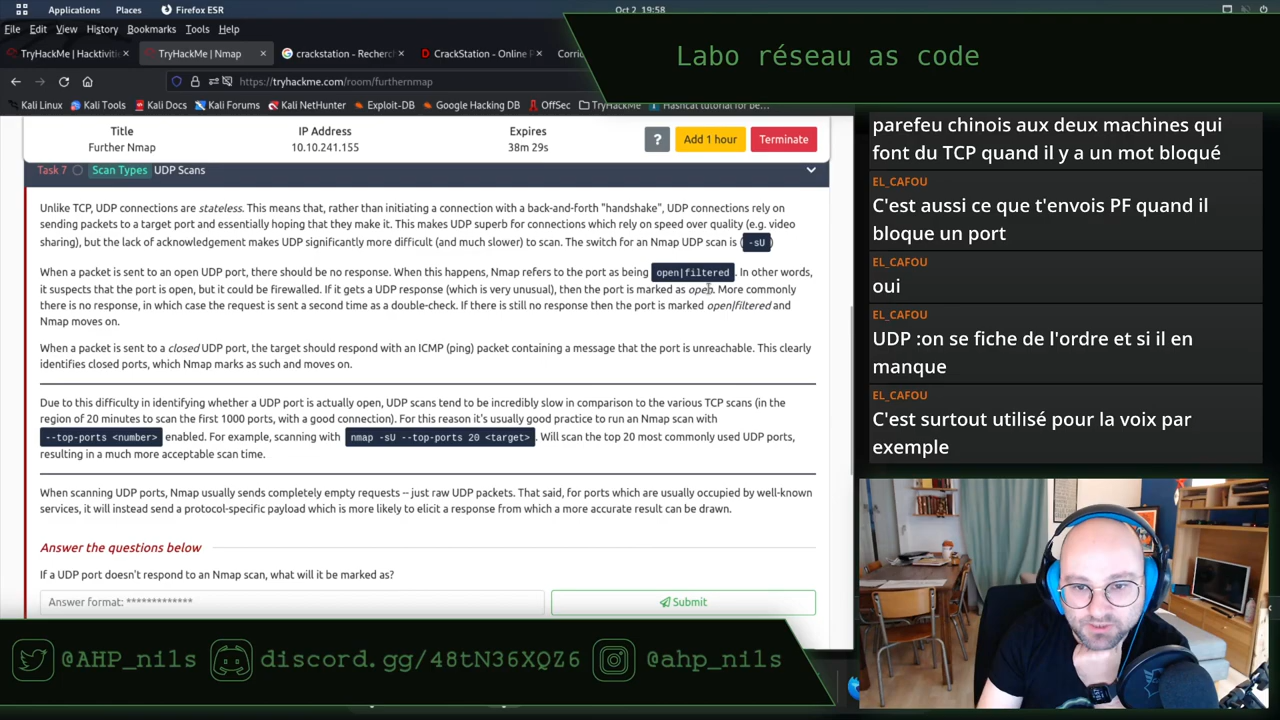 Applications Places Firefox ESR Oct 2 19:58
File Edit View History Bookmarks Tools Help
TryHackMe | Hacktivitie × TryHackMe | Nmap × crackstation - Recherc × CrackStation - Online P × Corrid
https://tryhackme.com/room/furthernmap
Kali Linux Kali Tools Kali Docs Kali Forums Kali NetHunter Exploit-DB Google Hacking DB OffSec TryHackMe Hashcat tutorial for be…
Labo réseau as code
Title IP Address Expires
Further Nmap 10.10.241.155 38m 29s
? Add 1 hour Terminate
Task 7 Scan Types UDP Scans
Unlike TCP, UDP connections are stateless. This means that, rather than initiating a connection with a back-and-forth "handshake", UDP connections rely on
sending packets to a target port and essentially hoping that they make it. This makes UDP superb for connections which rely on speed over quality (e.g. video
sharing), but the lack of acknowledgement makes UDP significantly more difficult (and much slower) to scan. The switch for an Nmap UDP scan is ( -sU )
When a packet is sent to an open UDP port, there should be no response. When this happens, Nmap refers to the port as being open|filtered . In other words,
it suspects that the port is open, but it could be firewalled. If it gets a UDP response (which is very unusual), then the port is marked as open. More commonly
there is no response, in which case the request is sent a second time as a double-check. If there is still no response then the port is marked open|filtered and
Nmap moves on.
When a packet is sent to a closed UDP port, the target should respond with an ICMP (ping) packet containing a message that the port is unreachable. This clearly
identifies closed ports, which Nmap marks as such and moves on.
Due to this difficulty in identifying whether a UDP port is actually open, UDP scans tend to be incredibly slow in comparison to the various TCP scans (in the
region of 20 minutes to scan the first 1000 ports, with a good connection). For this reason it's usually good practice to run an Nmap scan with
--top-ports <number> enabled. For example, scanning with nmap -sU --top-ports 20 <target>. Will scan the top 20 most commonly used UDP ports,
resulting in a much more acceptable scan time.
When scanning UDP ports, Nmap usually sends completely empty requests -- just raw UDP packets. That said, for ports which are usually occupied by well-known
services, it will instead send a protocol-specific payload which is more likely to elicit a response from which a more accurate result can be drawn.
Answer the questions below
If a UDP port doesn't respond to an Nmap scan, what will it be marked as?
Answer format: ************* Submit
parefeu chinois aux deux machines qui
font du TCP quand il y a un mot bloqué
EL_CAFOU
C'est aussi ce que t'envois PF quand il
bloque un port
EL_CAFOU
oui
EL_CAFOU
UDP :on se fiche de l'ordre et si il en
manque
EL_CAFOU
C'est surtout utilisé pour la voix par
exemple
@AHP_nils discord.gg/48tN36XQZ6 @ahp_nils